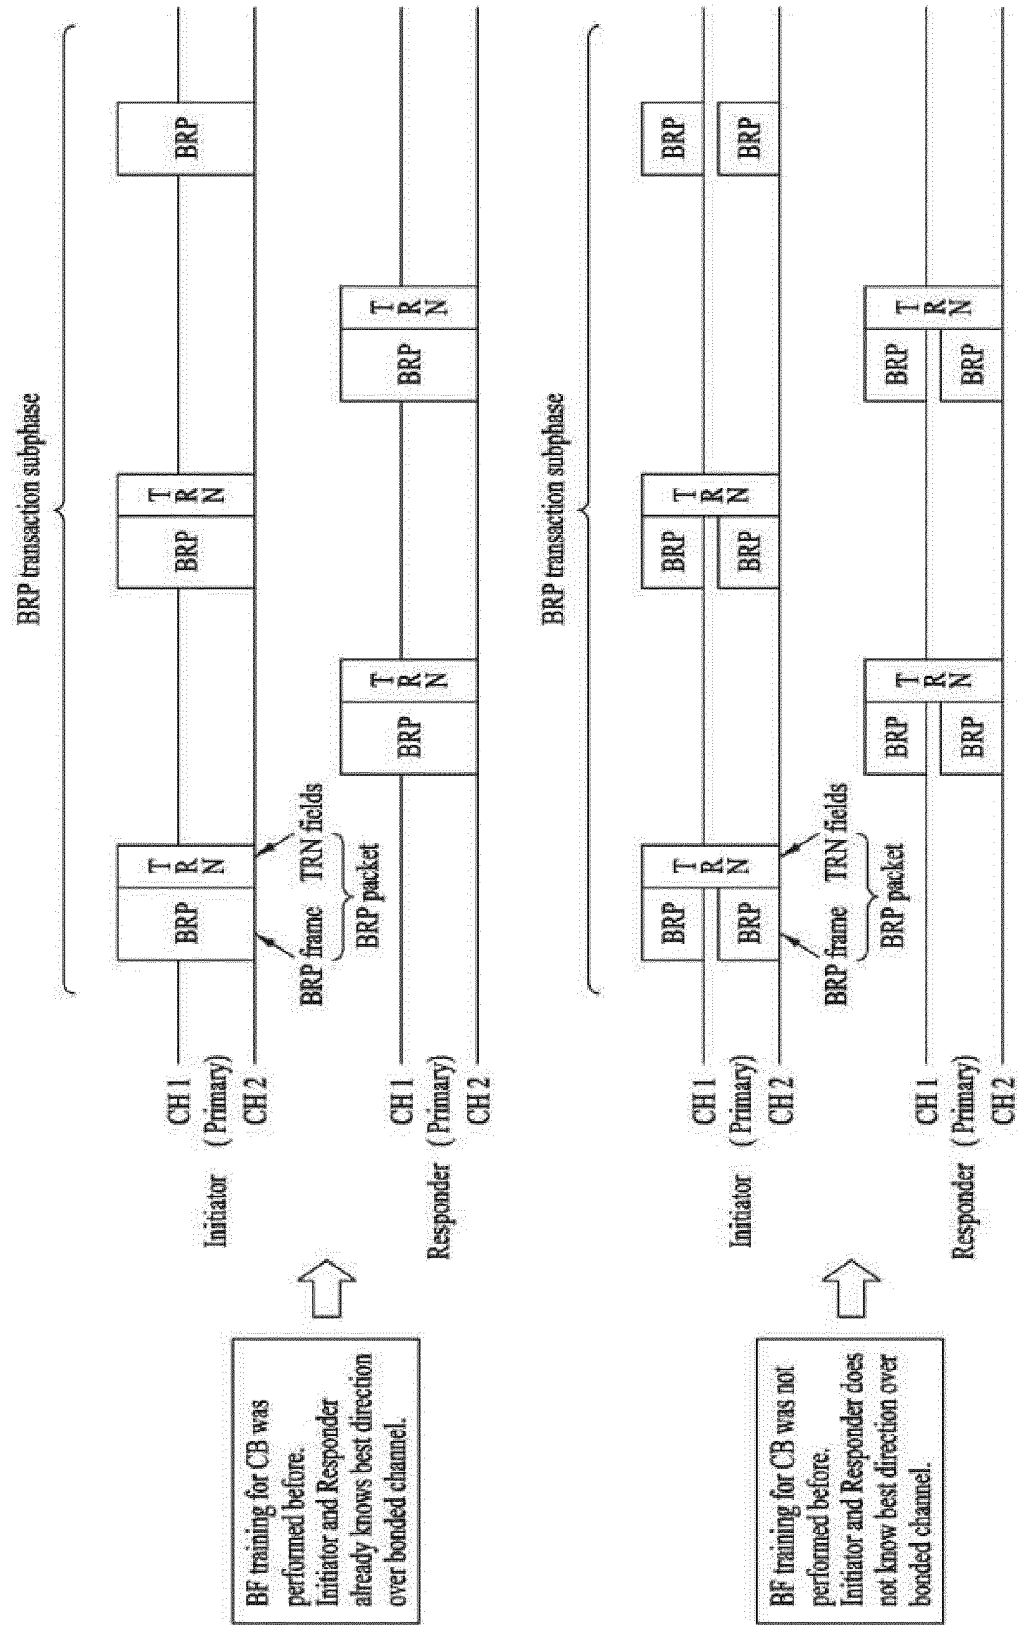 BF training for CB was
performed before.
Initiator and Responder
already knows best direction
over bonded channel.
BRP transaction subphase
Initiator
CH 1
( Primary)
CH 2
BRP
T
R
N
BRP
T
R
N
BRP
BRP frame
TRN fields
BRP packet
Responder
CH 1
( Primary)
CH 2
BRP
T
R
N
BRP
T
R
N
BF training for CB was not
performed before.
Initiator and Responder does
not know best direction over
bonded channel.
BRP transaction subphase
Initiator
CH 1
( Primary)
CH 2
BRP
BRP
T
R
N
BRP
BRP
T
R
N
BRP
BRP
BRP frame
TRN fields
BRP packet
Responder
CH 1
( Primary)
CH 2
BRP
BRP
T
R
N
BRP
BRP
T
R
N